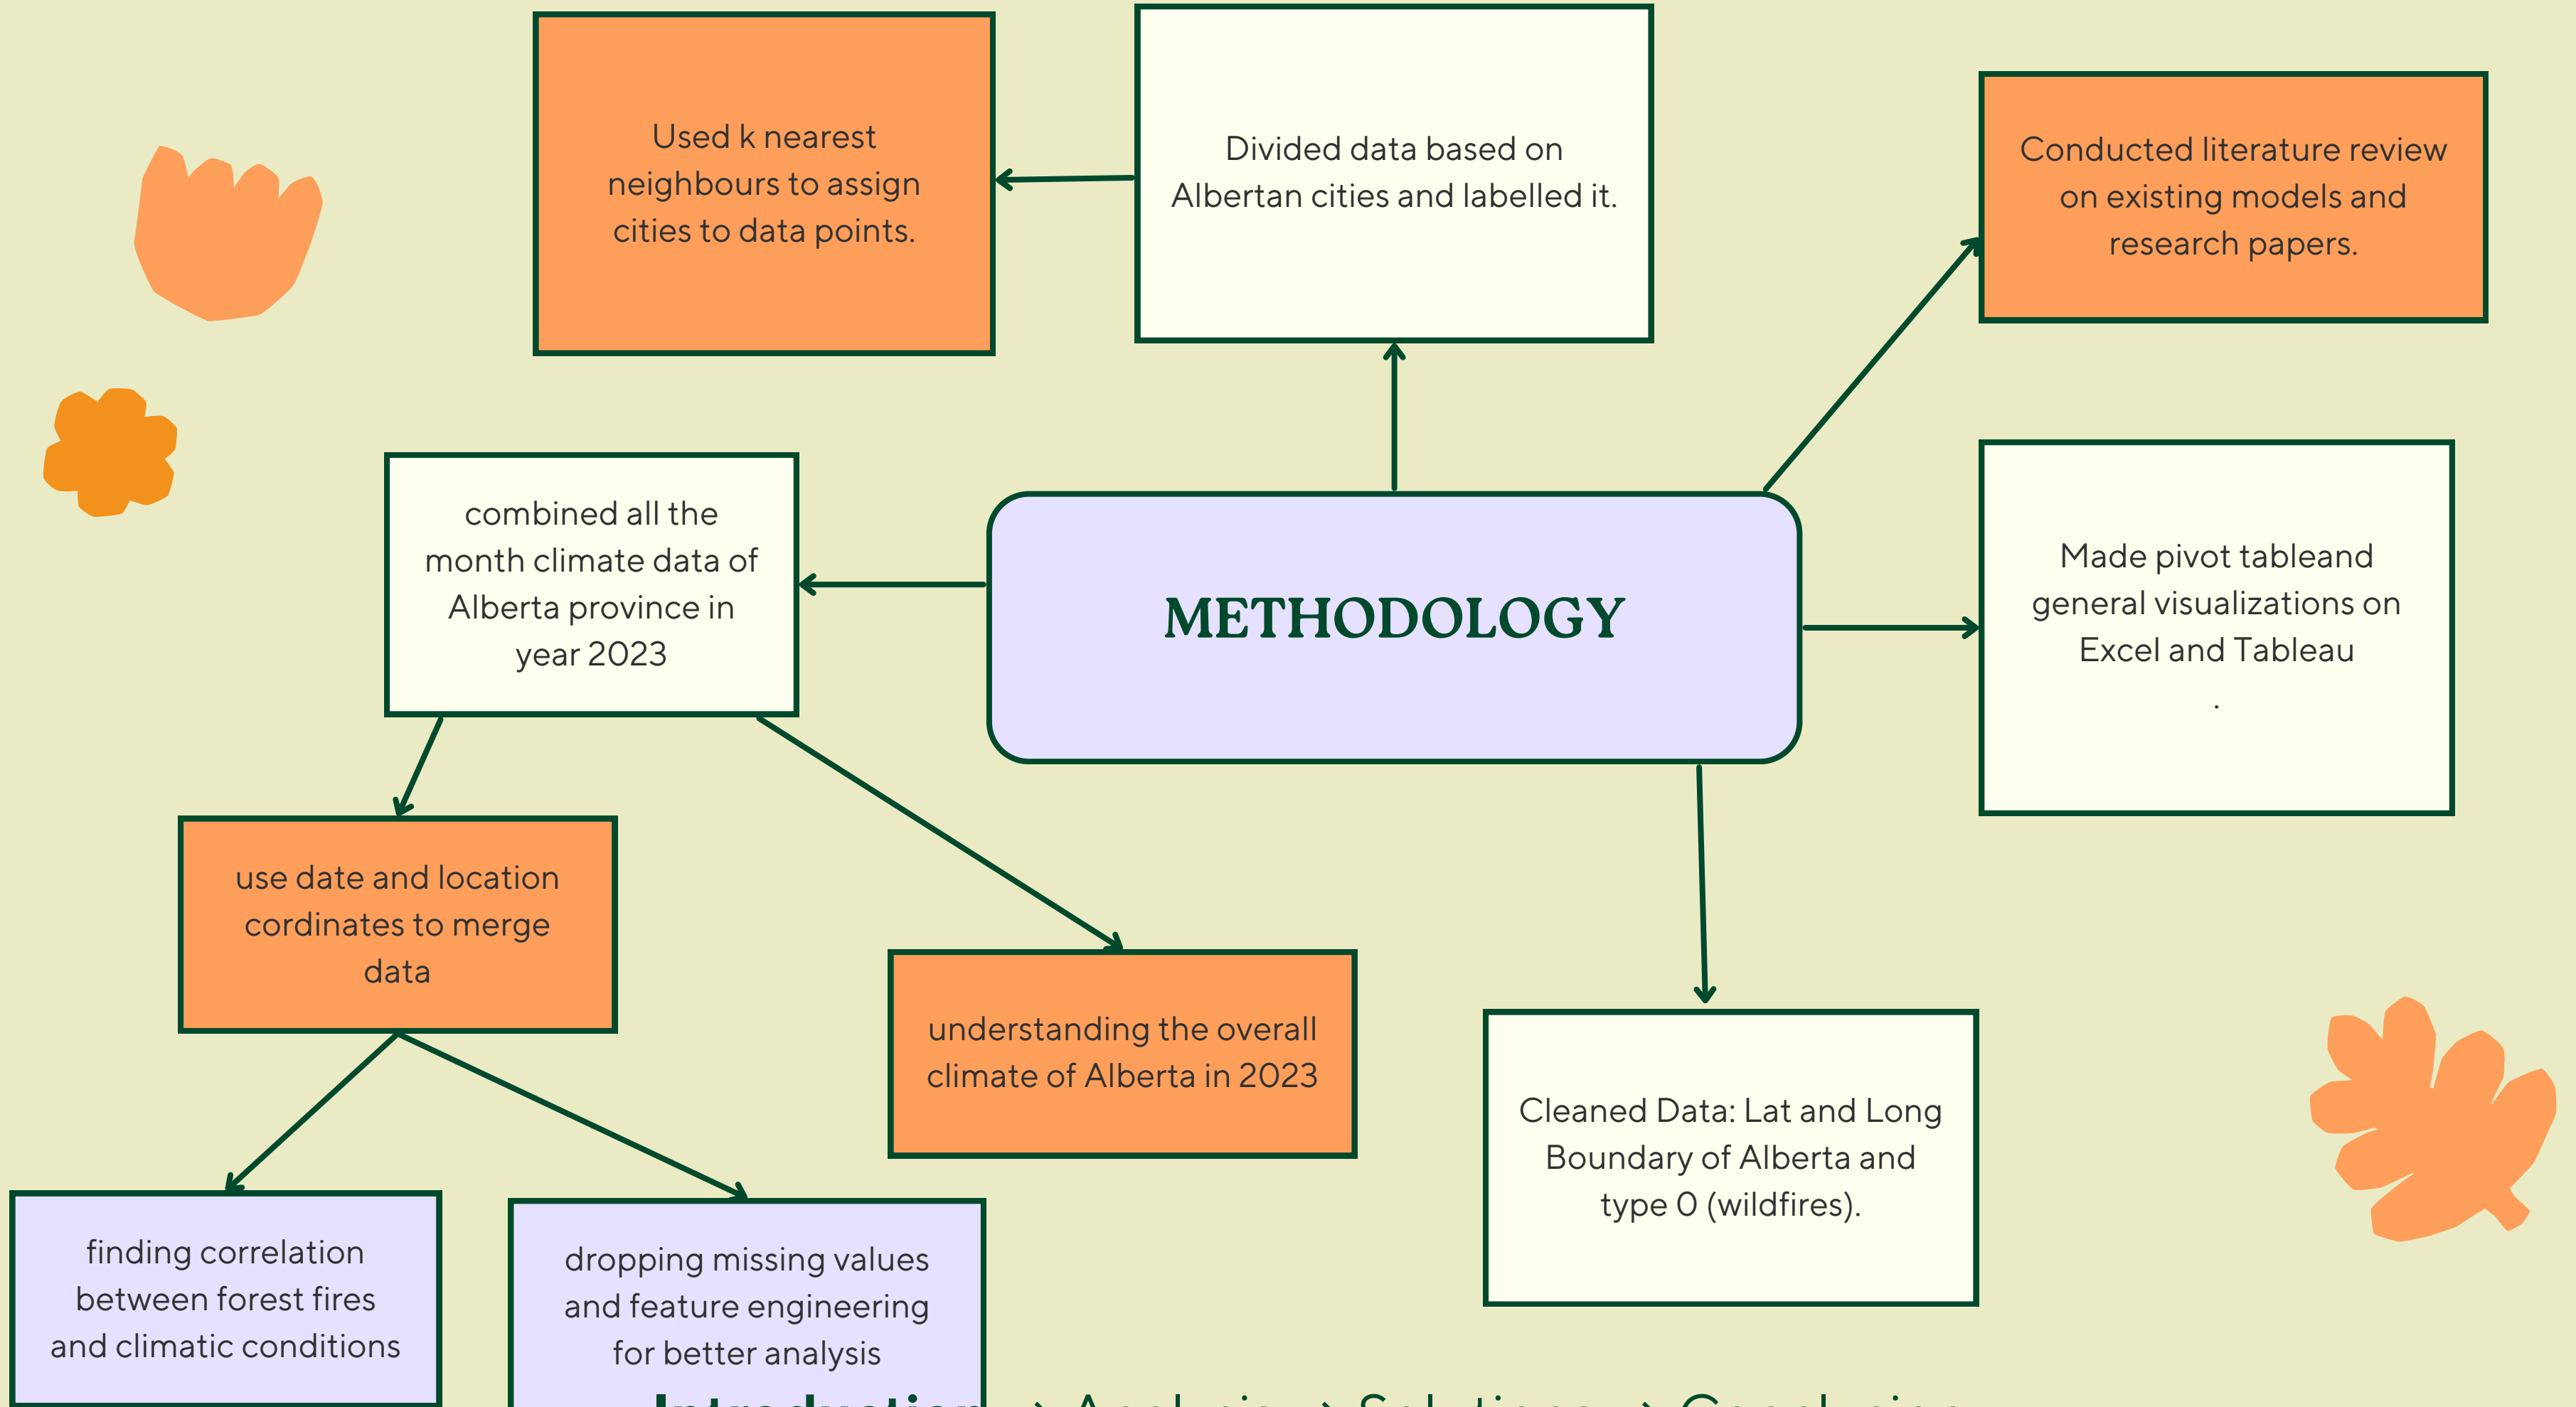 Used k nearest
neighbours to assign
cities to data points.
Divided data based on
Albertan cities and labelled it.
Conducted literature review
on existing models and
research papers.
combined all the
month climate data of
Alberta province in
year 2023
METHODOLOGY
Made pivot tableand
general visualizations on
Excel and Tableau
.
use date and location
cordinates to merge
data
understanding the overall
climate of Alberta in 2023
Cleaned Data: Lat and Long
Boundary of Alberta and
type 0 (wildfires).
finding correlation
between forest fires
and climatic conditions
dropping missing values
and feature engineering
for better analysis
Introduction → Analysis → Solutions → Conclusion